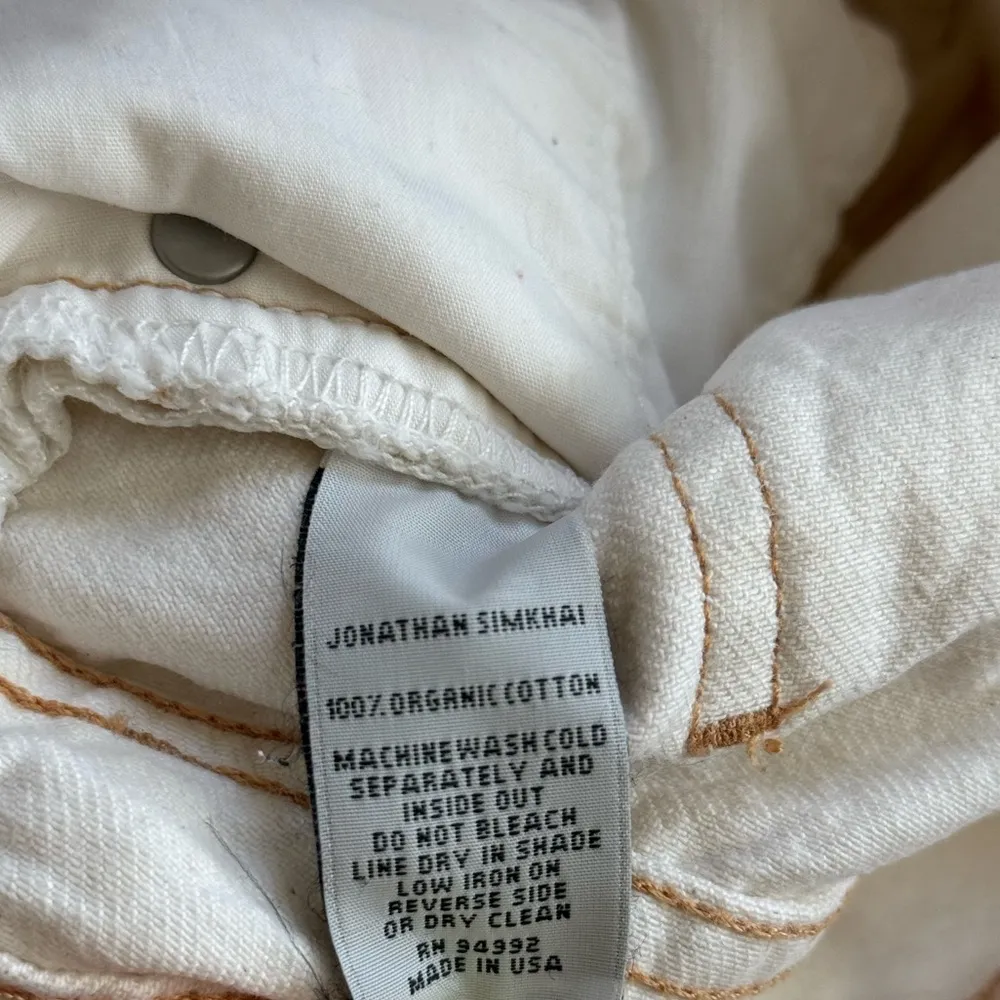 JONATHAN SIMKHAI
100% ORGANIC COTTON
MACHINE WASH COLD
SEPARATELY AND
INSIDE OUT
DO NOT BLEACH
LINE DRY IN SHADE
LOW IRON ON
REVERSE SIDE
OR DRY CLEAN
RN 94992
MADE IN USA